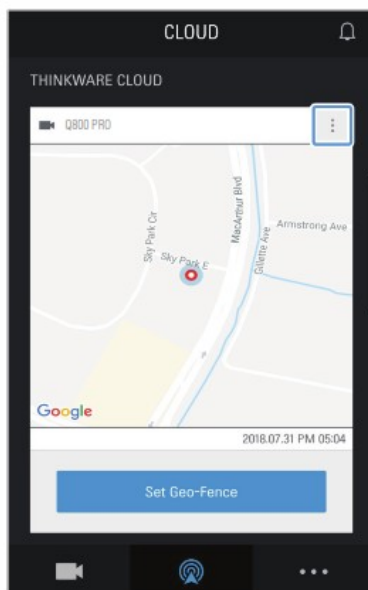 CLOUD
THINKWARE CLOUD
Q800 PRO
MacArthur Blvd
Armstrong Ave
Sky Park Cir
Gillette Ave
Sky Park E
Google
2018.07.31 PM 05:04
Set Geo-Fence